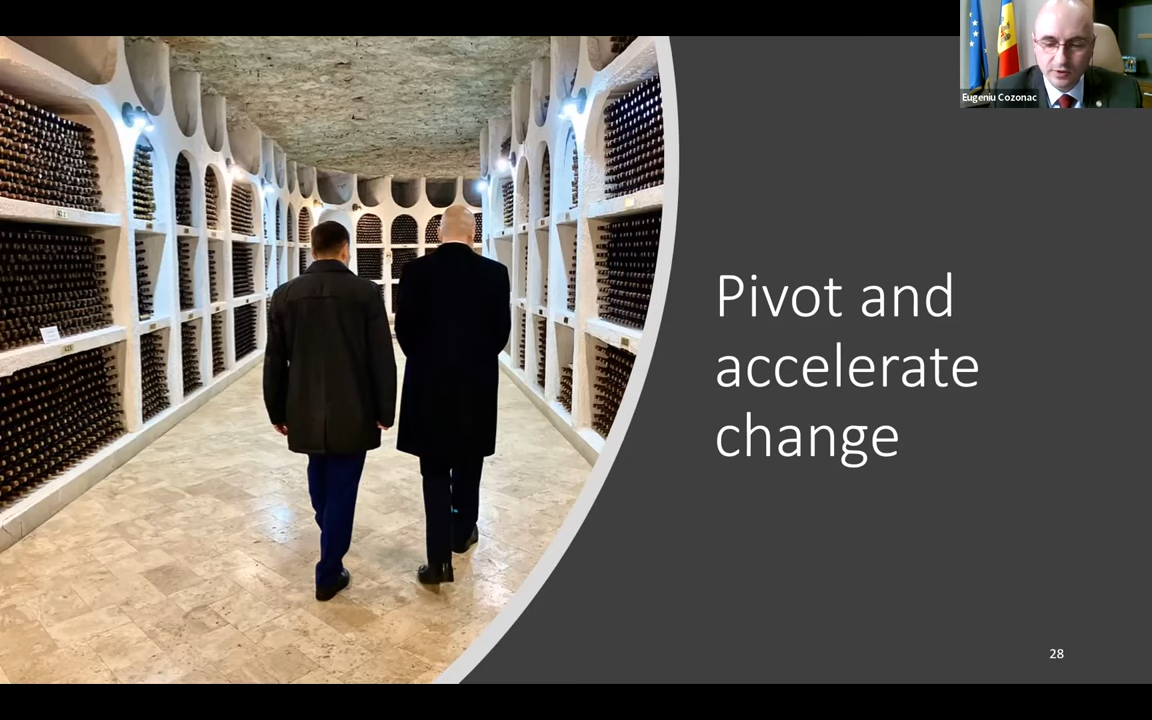 Eugeniu Cozonac
Pivot and
accelerate
change
28